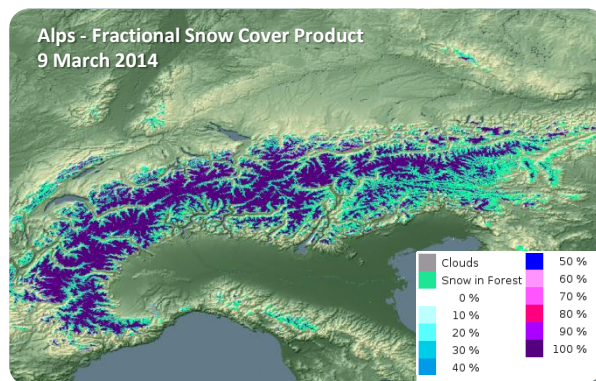 Alps - Fractional Snow Cover Product
9 March 2014
Clouds
Snow in Forest
0 %
10 %
20 %
30 %
40 %
50 %
60 %
70 %
80 %
90 %
100 %